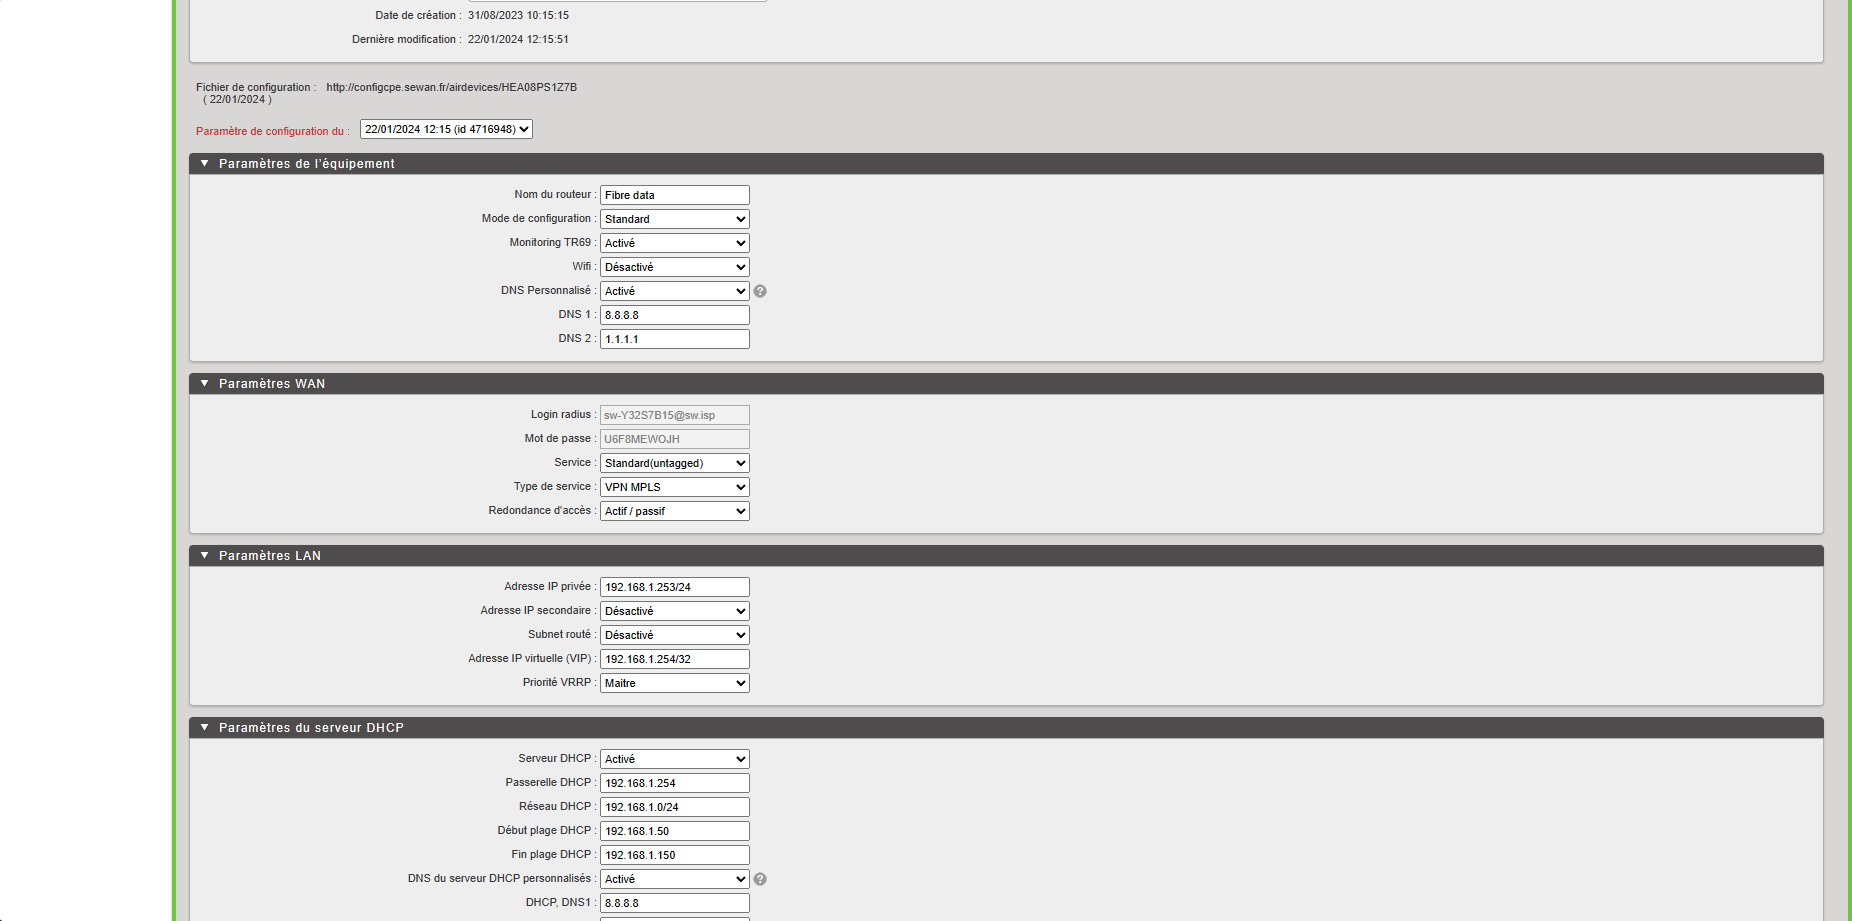 Date de création : 31/08/2023 10:15:15
Dernière modification : 22/01/2024 12:15:51
Fichier de configuration : http://configcpe.sewan.fr/airdevices/HEA08PS1Z7B
( 22/01/2024 )
Paramètre de configuration du : 22/01/2024 12:15 (id 4716948)
Paramètres de l'équipement
Nom du routeur : Fibre data
Mode de configuration : Standard
Monitoring TR69 : Activé
Wifi : Désactivé
DNS Personnalisé : Activé ?
DNS 1 : 8.8.8.8
DNS 2 : 1.1.1.1
Paramètres WAN
Login radius : sw-Y32S7B15@sw.isp
Mot de passe : U6F8MEWOJH
Service : Standard(untagged)
Type de service : VPN MPLS
Redondance d'accès : Actif / passif
Paramètres LAN
Adresse IP privée : 192.168.1.253/24
Adresse IP secondaire : Désactivé
Subnet routé : Désactivé
Adresse IP virtuelle (VIP) : 192.168.1.254/32
Priorité VRRP : Maitre
Paramètres du serveur DHCP
Serveur DHCP : Activé
Passerelle DHCP : 192.168.1.254
Réseau DHCP : 192.168.1.0/24
Début plage DHCP : 192.168.1.50
Fin plage DHCP : 192.168.1.150
DNS du serveur DHCP personnalisés : Activé ?
DHCP, DNS1 : 8.8.8.8